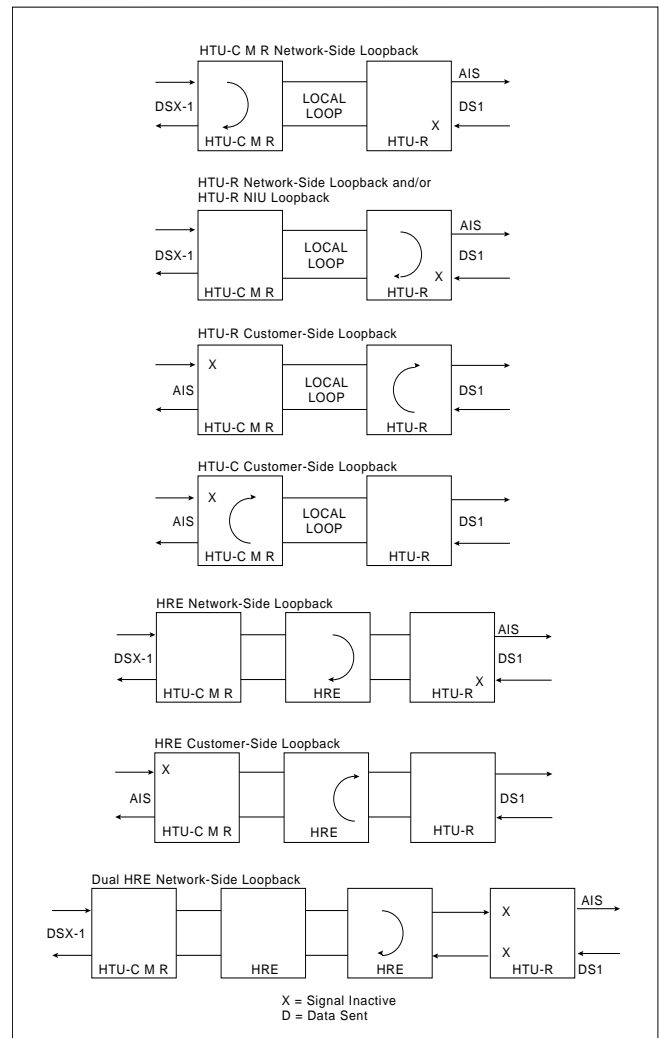 HTU-C M R Network-Side Loopback
AIS
DSX-1
LOCAL
LOOP
DS1
X
HTU-C M R
HTU-R
HTU-R Network-Side Loopback and/or
HTU-R NIU Loopback
AIS
DSX-1
LOCAL
LOOP
DS1
X
HTU-C M R
HTU-R
HTU-R Customer-Side Loopback
X
AIS
LOCAL
LOOP
DS1
HTU-C M R
HTU-R
HTU-C Customer-Side Loopback
X
AIS
LOCAL
LOOP
DS1
HTU-C M R
HTU-R
HRE Network-Side Loopback
AIS
DSX-1
DS1
X
HTU-C M R
HRE
HTU-R
HRE Customer-Side Loopback
X
AIS
DS1
HTU-C M R
HRE
HTU-R
Dual HRE Network-Side Loopback
AIS
X
DSX-1
X
HTU-C M R
HRE
HRE
HTU-R
DS1
X = Signal Inactive
D = Data Sent